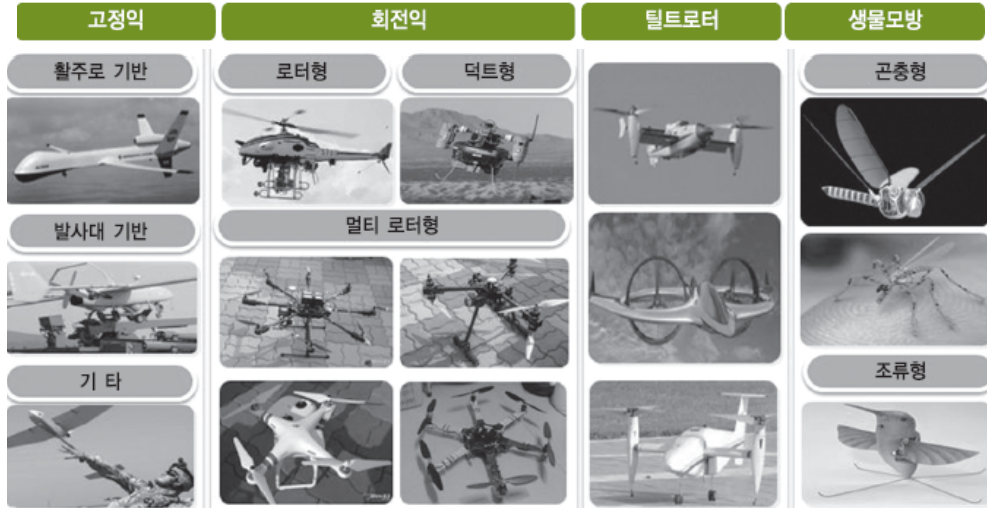 고정익
회전익
틸트로터
생물모방
활주로 기반
로터형
덕트형
곤충형
발사대 기반
멀티 로터형
기 타
조류형